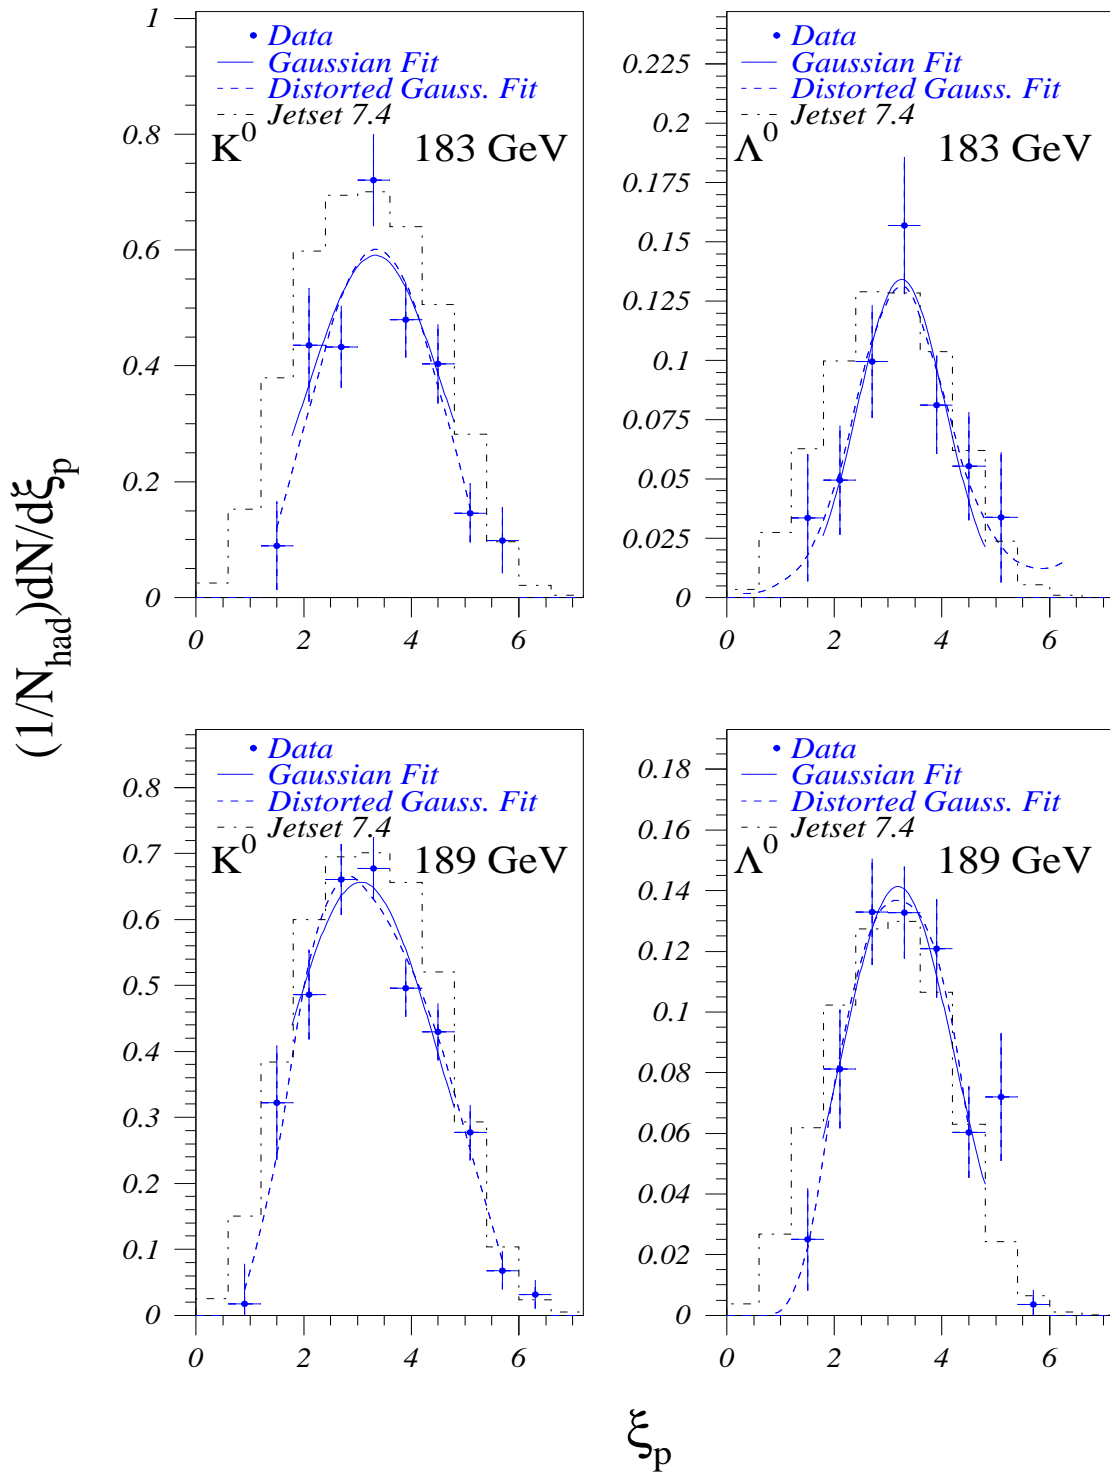 (1/N_had)dN/dξ_p
Data
Gaussian Fit
Distorted Gauss. Fit
Jetset 7.4
K^0 183 GeV
1
0.8
0.6
0.4
0.2
0
0 2 4 6
Data
Gaussian Fit
Distorted Gauss. Fit
Jetset 7.4
Λ^0 183 GeV
0.225
0.2
0.175
0.15
0.125
0.1
0.075
0.05
0.025
0
0 2 4 6
Data
Gaussian Fit
Distorted Gauss. Fit
Jetset 7.4
K^0 189 GeV
0.8
0.7
0.6
0.5
0.4
0.3
0.2
0.1
0
0 2 4 6
Data
Gaussian Fit
Distorted Gauss. Fit
Jetset 7.4
Λ^0 189 GeV
0.18
0.16
0.14
0.12
0.1
0.08
0.06
0.04
0.02
0
0 2 4 6
ξ_p